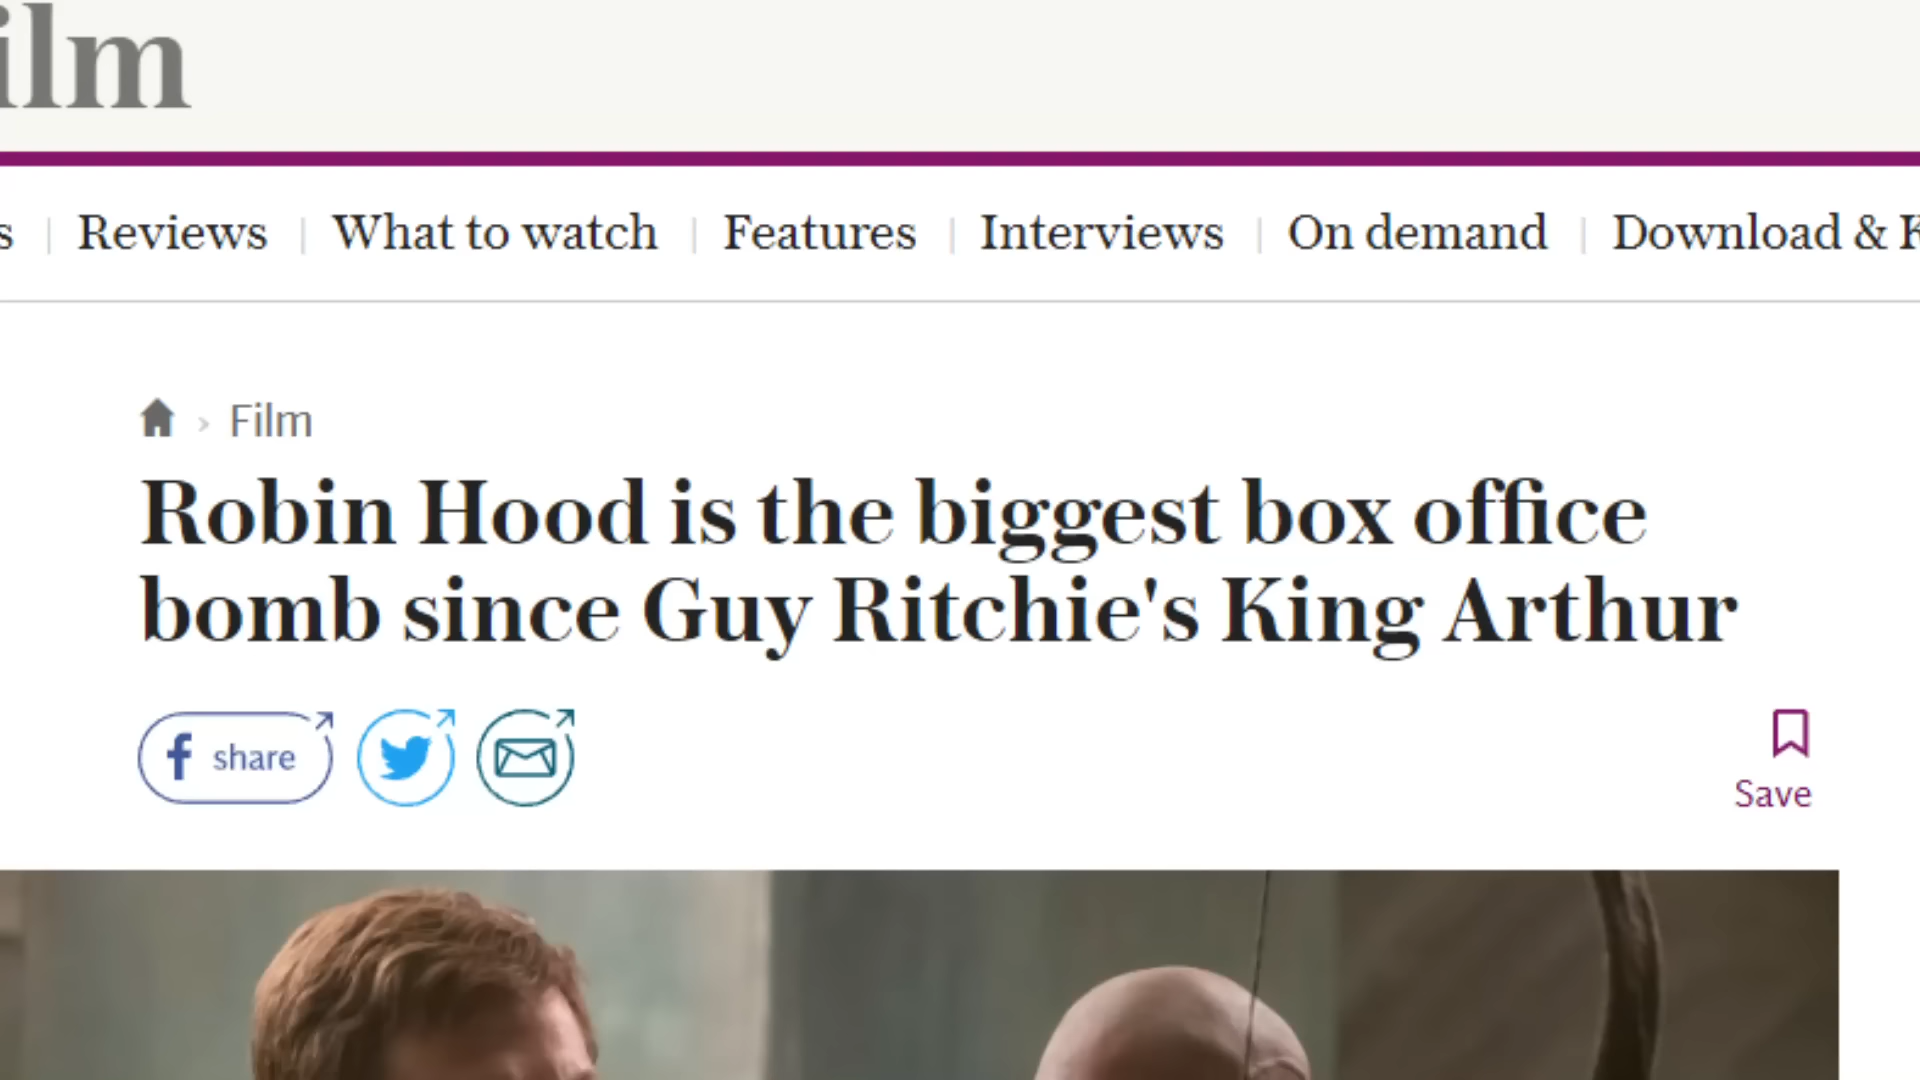 ilm
s | Reviews | What to watch | Features | Interviews | On demand | Download & K
Film
Robin Hood is the biggest box office
bomb since Guy Ritchie's King Arthur
share
Save